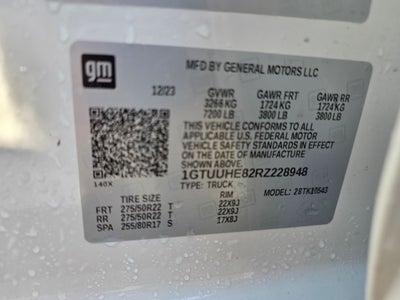 gm
MFD BY GENERAL MOTORS LLC
12/23 GVWR GAWR FRT GAWR RR
3266 KG 1724 KG 1724 KG
7200 LB 3800 LB 3800 LB
THIS VEHICLE CONFORMS TO ALL
APPLICABLE U.S. FEDERAL MOTOR
VEHICLE SAFETY STANDARDS IN EFFECT
ON THE DATE OF MANUFACTURE
SHOWN ABOVE
1GTUUHE82RZ228948
140X TYPE: TRUCK
TIRE SIZE RIM MODEL: 28TK10543
FRT 275/50R22 T 22X9J
RR 275/50R22 T 22X9J
SPA 255/80R17 S 17X8J